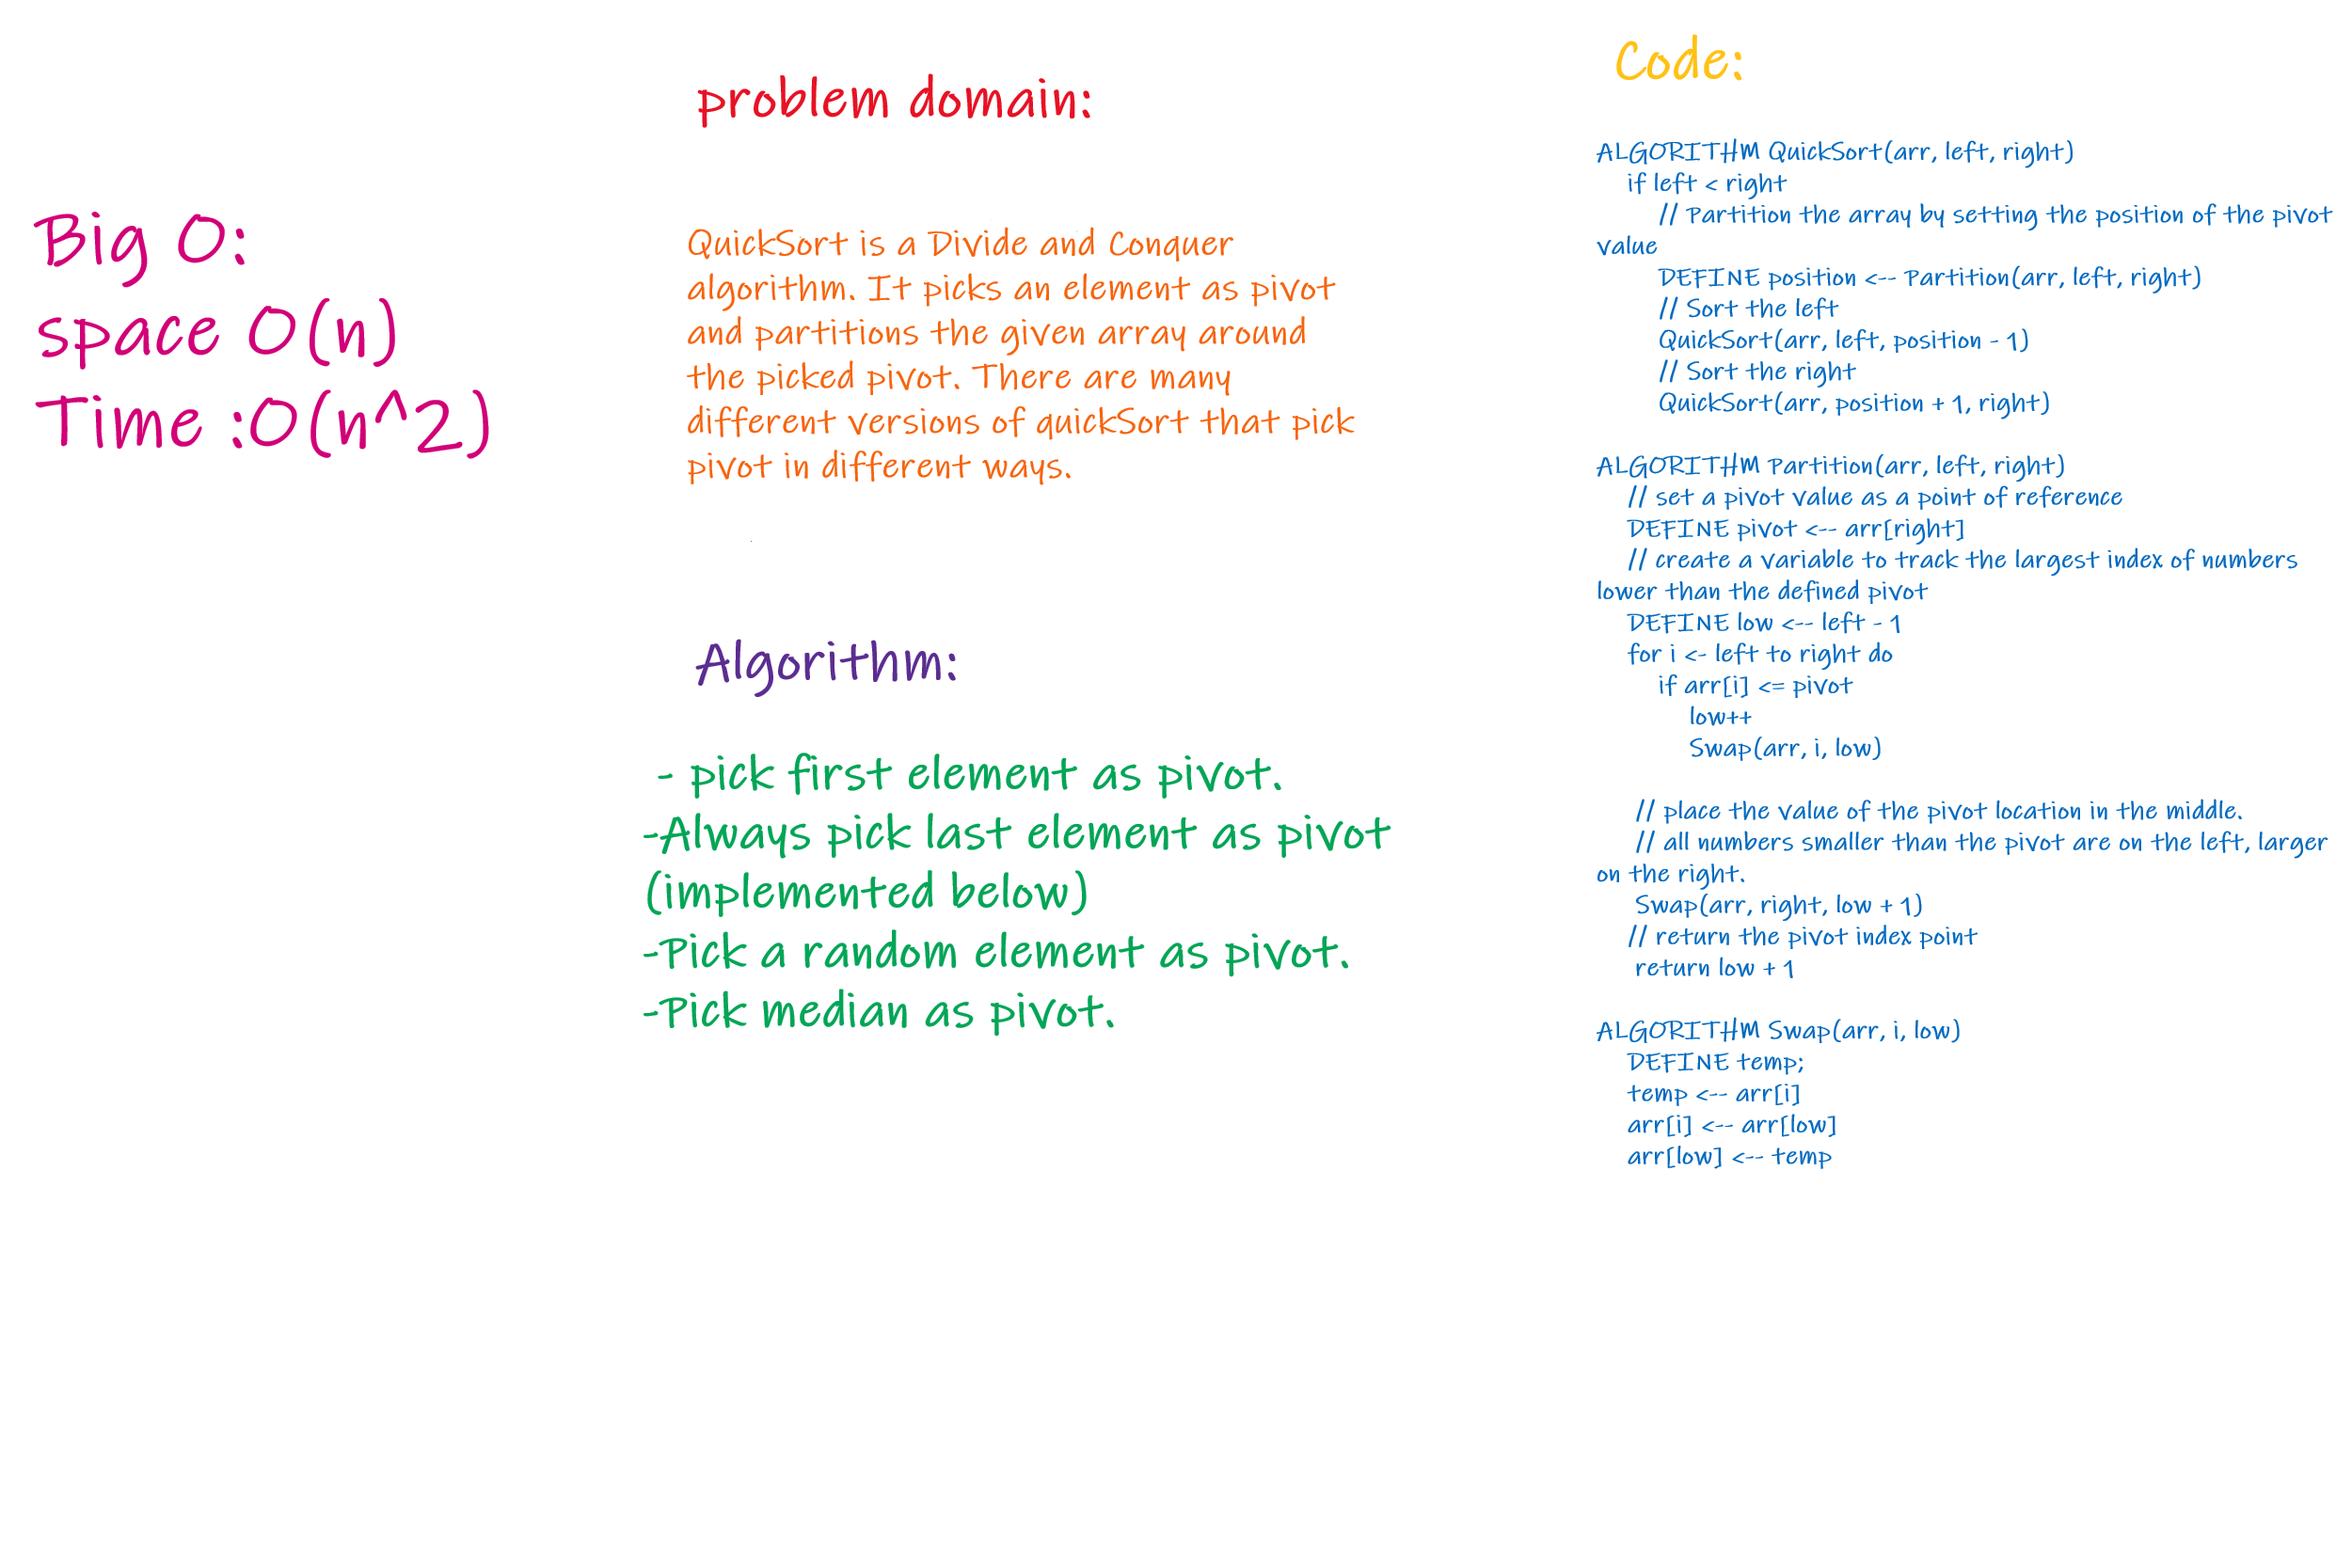 Big O:
space O(n)
Time :O(n^2)
problem domain:
QuickSort is a Divide and Conquer
algorithm. It picks an element as pivot
and partitions the given array around
the picked pivot. There are many
different versions of quickSort that pick
pivot in different ways.
Algorithm:
- pick first element as pivot.
-Always pick last element as pivot
(implemented below)
-Pick a random element as pivot.
-Pick median as pivot.
Code:
ALGORITHM QuickSort(arr, left, right)
if left < right
// Partition the array by setting the position of the pivot
value
DEFINE position <-- Partition(arr, left, right)
// Sort the left
QuickSort(arr, left, position - 1)
// Sort the right
QuickSort(arr, position + 1, right)
ALGORITHM Partition(arr, left, right)
// set a pivot value as a point of reference
DEFINE pivot <-- arr[right]
// create a variable to track the largest index of numbers
lower than the defined pivot
DEFINE low <-- left - 1
for i <- left to right do
if arr[i] <= pivot
low++
Swap(arr, i, low)
// place the value of the pivot location in the middle.
// all numbers smaller than the pivot are on the left, larger
on the right.
Swap(arr, right, low + 1)
// return the pivot index point
return low + 1
ALGORITHM Swap(arr, i, low)
DEFINE temp;
temp <-- arr[i]
arr[i] <-- arr[low]
arr[low] <-- temp